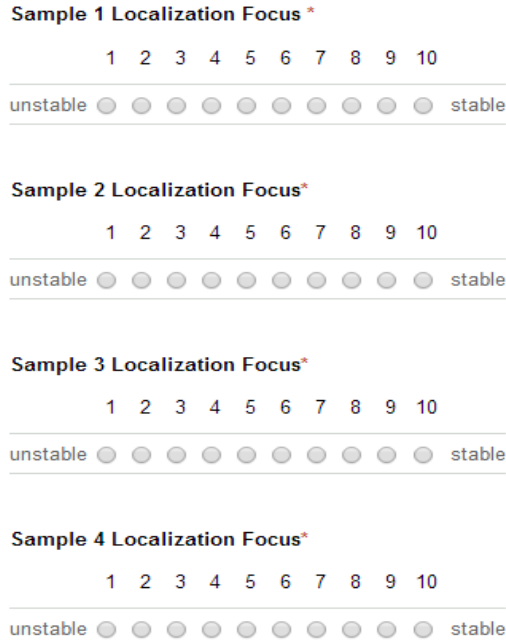 Sample 1 Localization Focus *
1 2 3 4 5 6 7 8 9 10
unstable stable
Sample 2 Localization Focus*
1 2 3 4 5 6 7 8 9 10
unstable stable
Sample 3 Localization Focus*
1 2 3 4 5 6 7 8 9 10
unstable stable
Sample 4 Localization Focus*
1 2 3 4 5 6 7 8 9 10
unstable stable